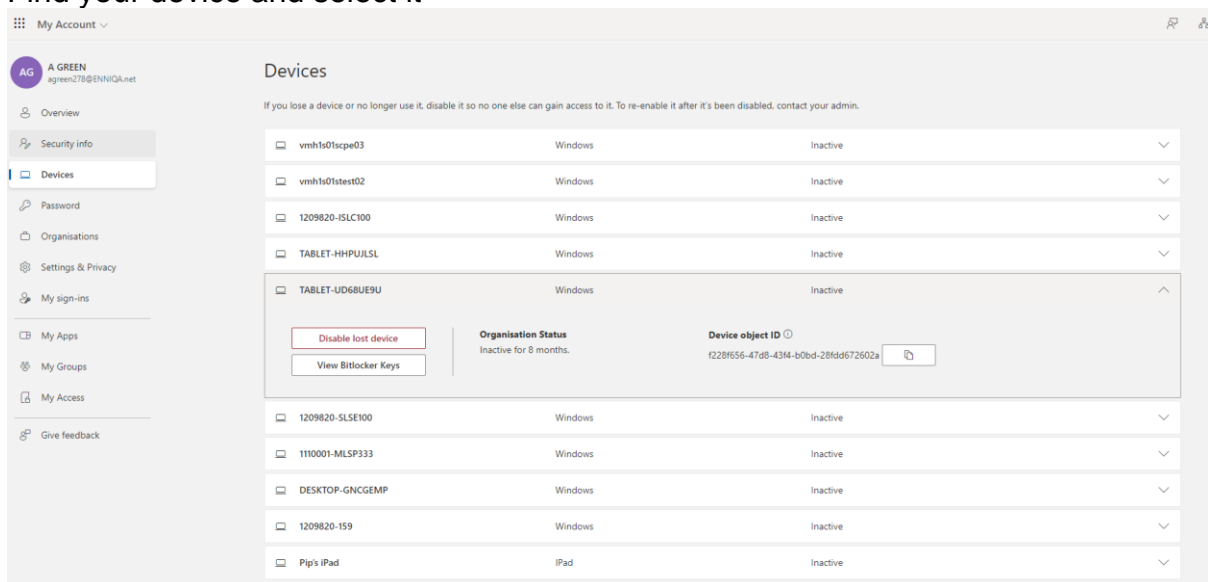 Find your device and select it
My Account
AG
A GREEN
agreen278@ENNIQA.net
Overview
Security info
Devices
Password
Organisations
Settings & Privacy
My sign-ins
My Apps
My Groups
My Access
Give feedback
Devices
If you lose a device or no longer use it, disable it so no one else can gain access to it. To re-enable it after it's been disabled, contact your admin.
vmh1s01scpe03 Windows Inactive
vmh1s01stest02 Windows Inactive
1209820-ISLC100 Windows Inactive
TABLET-HHPUJLSL Windows Inactive
TABLET-UD68UE9U Windows Inactive
Disable lost device
View Bitlocker Keys
Organisation Status
Inactive for 8 months.
Device object ID
f228f656-47d8-43f4-b0bd-28fdd672602a
1209820-SLSE100 Windows Inactive
1110001-MLSP333 Windows Inactive
DESKTOP-GNCGEMP Windows Inactive
1209820-159 Windows Inactive
Pip's iPad IPad Inactive